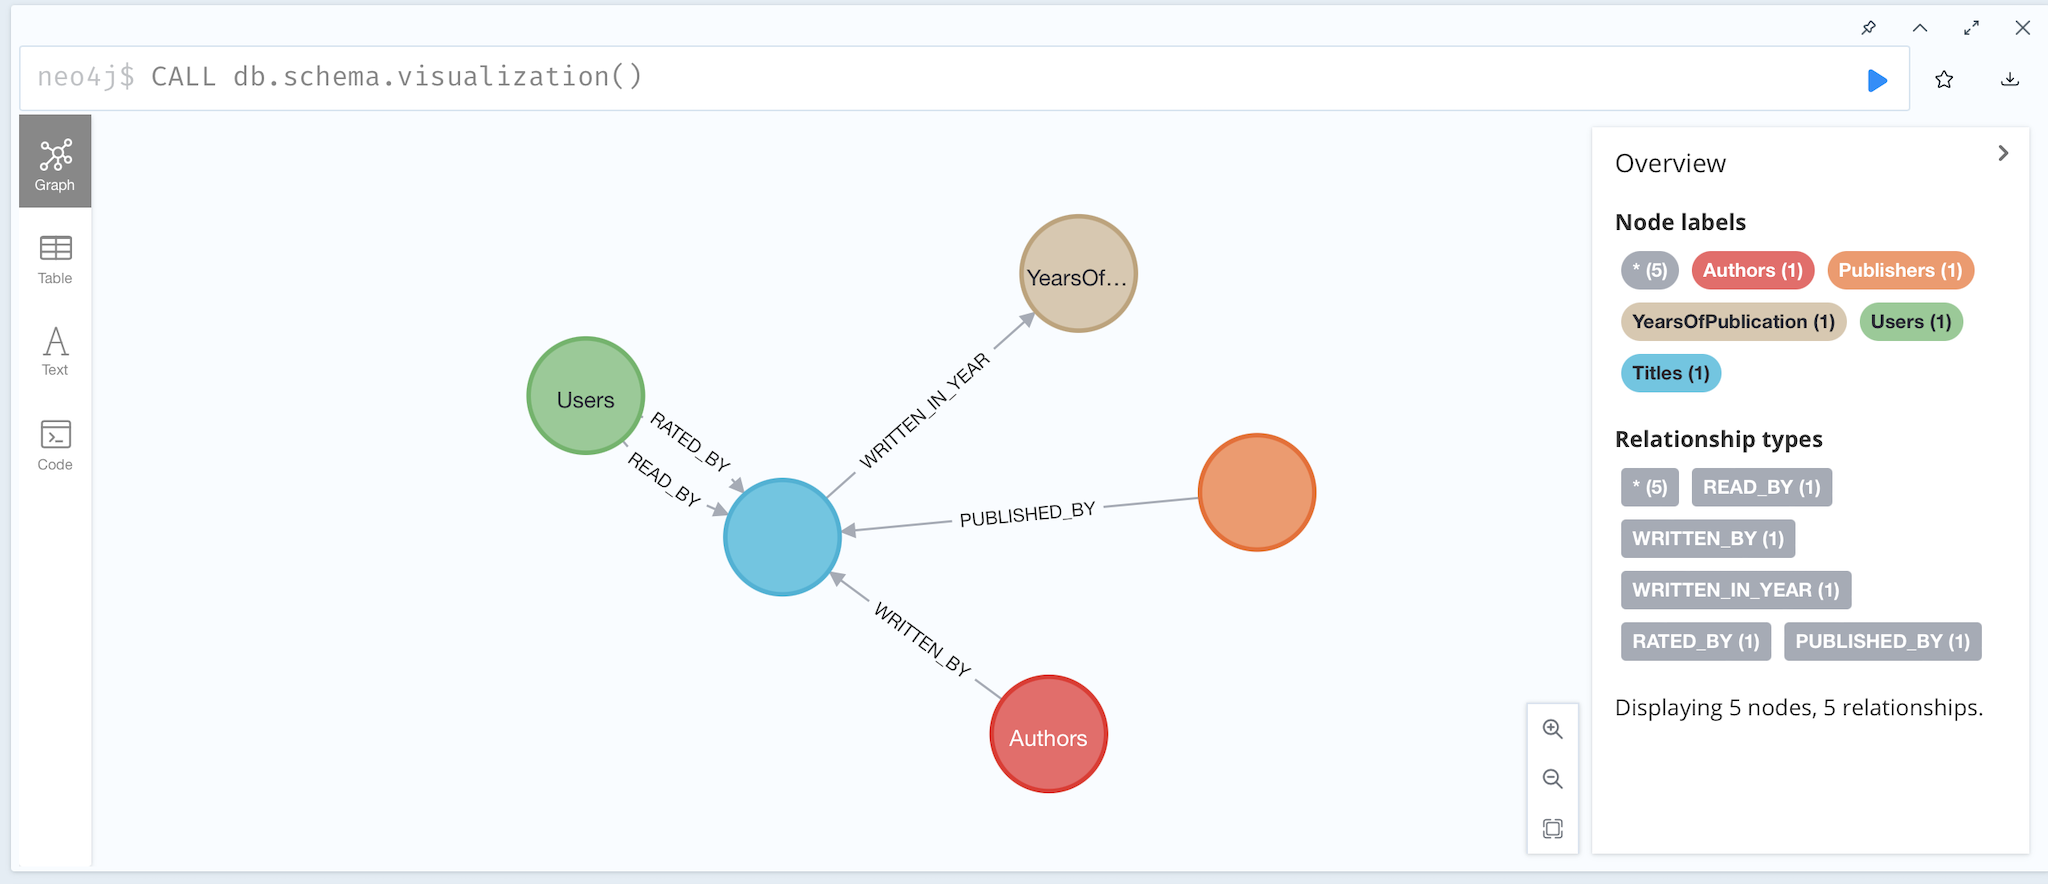 neo4j$ CALL db.schema.visualization()
Graph
Table
Text
Code
YearsOf...
Users
RATED_BY
READ_BY
WRITTEN_IN_YEAR
PUBLISHED_BY
WRITTEN_BY
Authors
Overview
Node labels
* (5) Authors (1) Publishers (1)
YearsOfPublication (1) Users (1)
Titles (1)
Relationship types
* (5) READ_BY (1)
WRITTEN_BY (1)
WRITTEN_IN_YEAR (1)
RATED_BY (1) PUBLISHED_BY (1)
Displaying 5 nodes, 5 relationships.